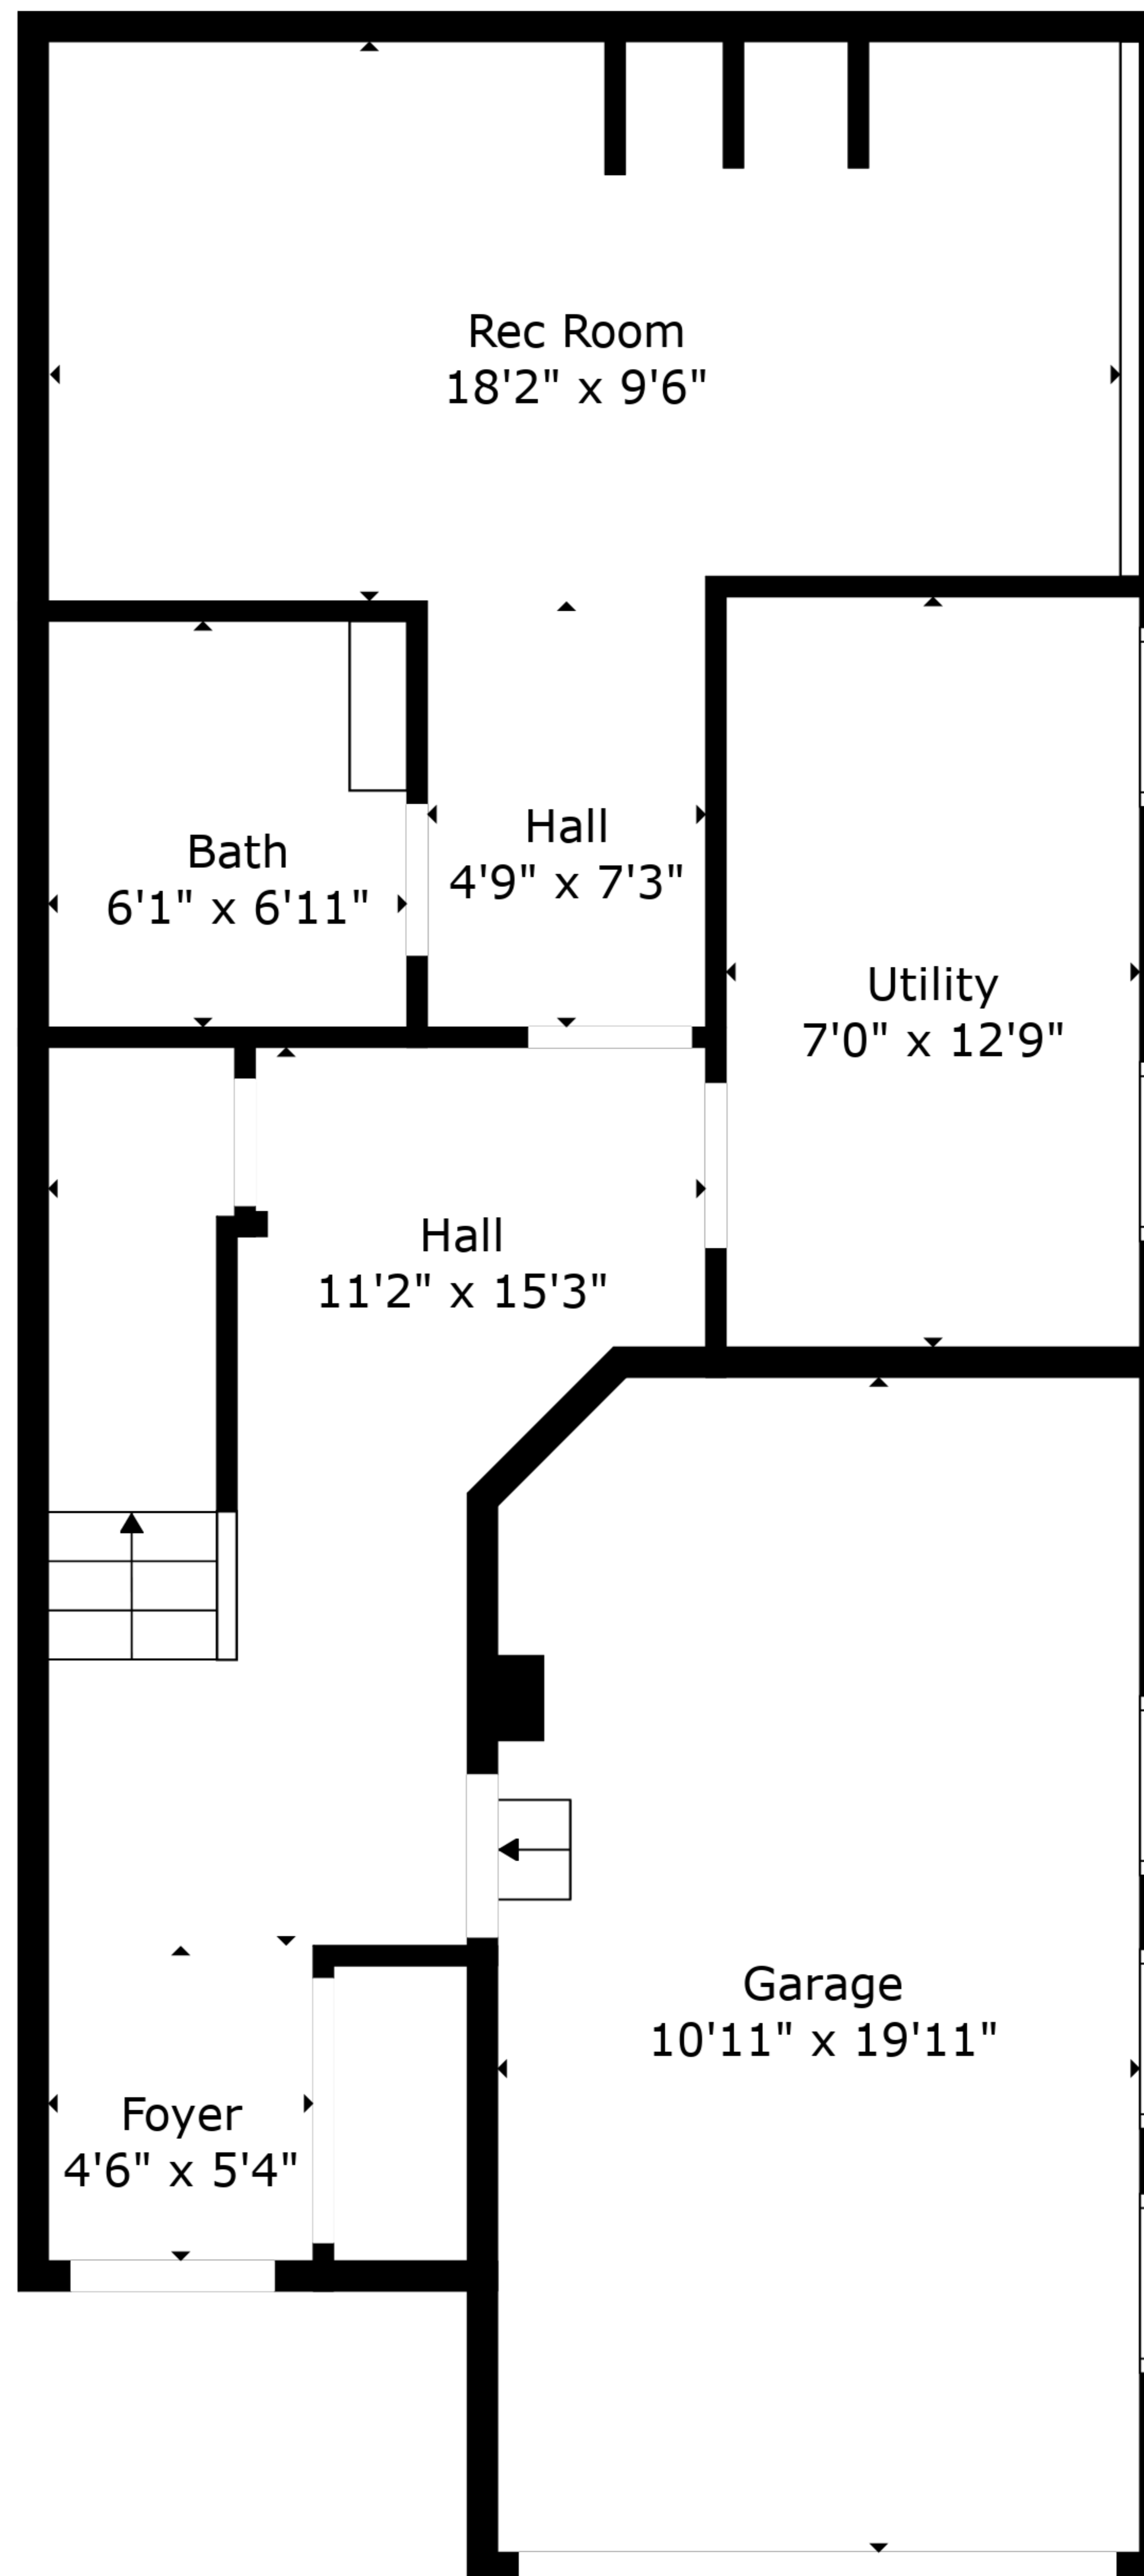 Rec Room
18'2" x 9'6"
Hall
4'9" x 7'3"
Bath
6'1" x 6'11"
Utility
7'0" x 12'9"
Hall
11'2" x 15'3"
Garage
10'11" x 19'11"
Foyer
4'6" x 5'4"